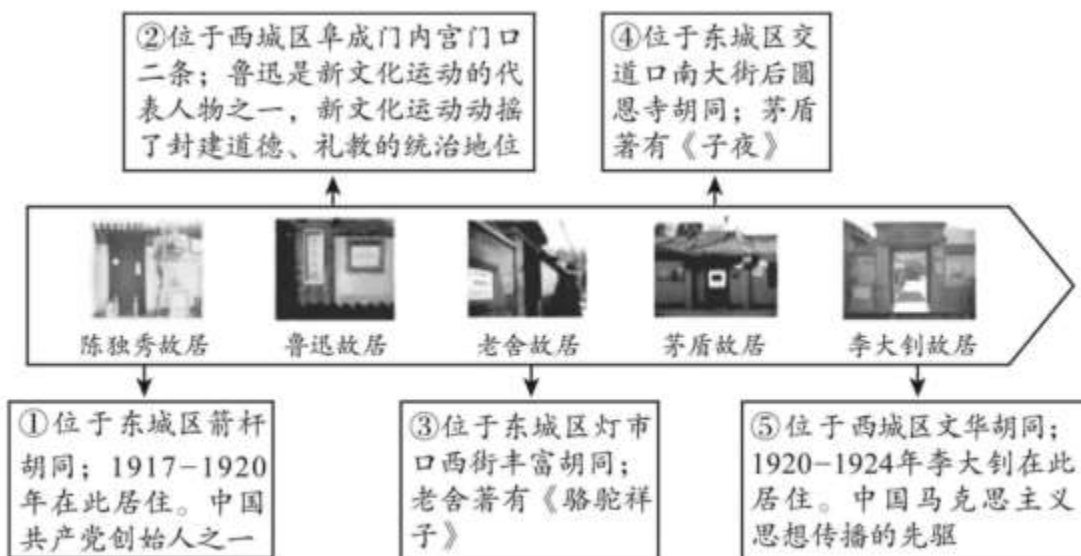 ②位于西城区阜成门内宫门口
二条；鲁迅是新文化运动的代
表人物之一，新文化运动动摇
了封建道德、礼教的统治地位
④位于东城区交
道口南大街后圆
恩寺胡同；茅盾
著有《子夜》
陈独秀故居
鲁迅故居
老舍故居
茅盾故居
李大钊故居
①位于东城区箭杆
胡同；1917-1920
年在此居住。中国
共产党创始人之一
③位于东城区灯市
口西街丰富胡同；
老舍著有《骆驼祥
子》
⑤位于西城区文华胡同；
1920-1924年李大钊在此
居住。中国马克思主义
思想传播的先驱